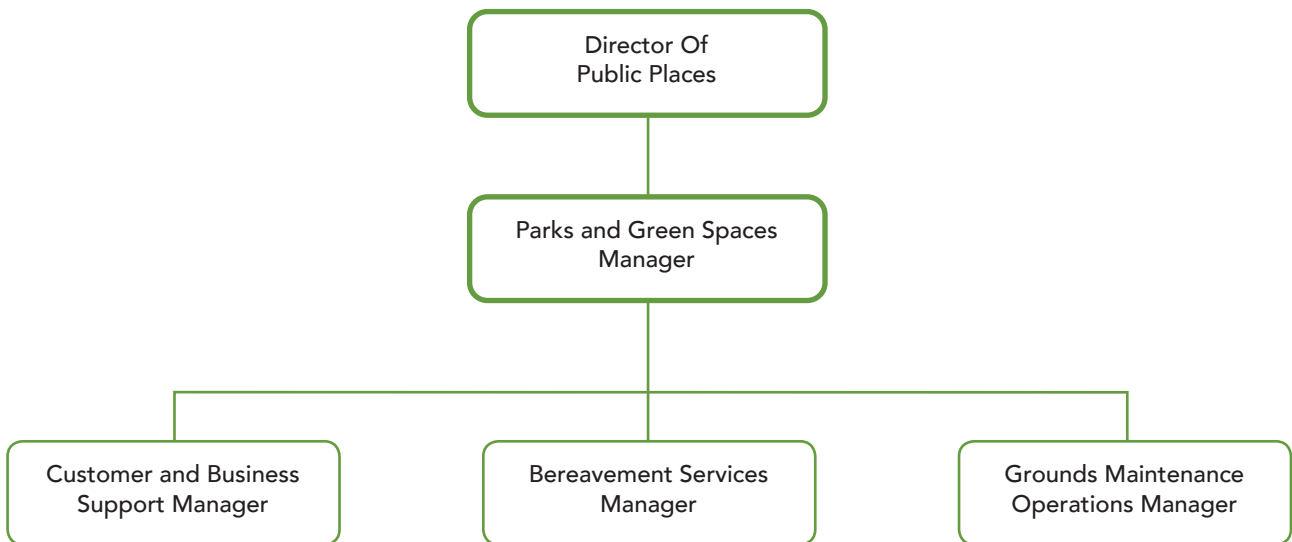 Director Of
Public Places
Parks and Green Spaces
Manager
Customer and Business
Support Manager
Bereavement Services
Manager
Grounds Maintenance
Operations Manager